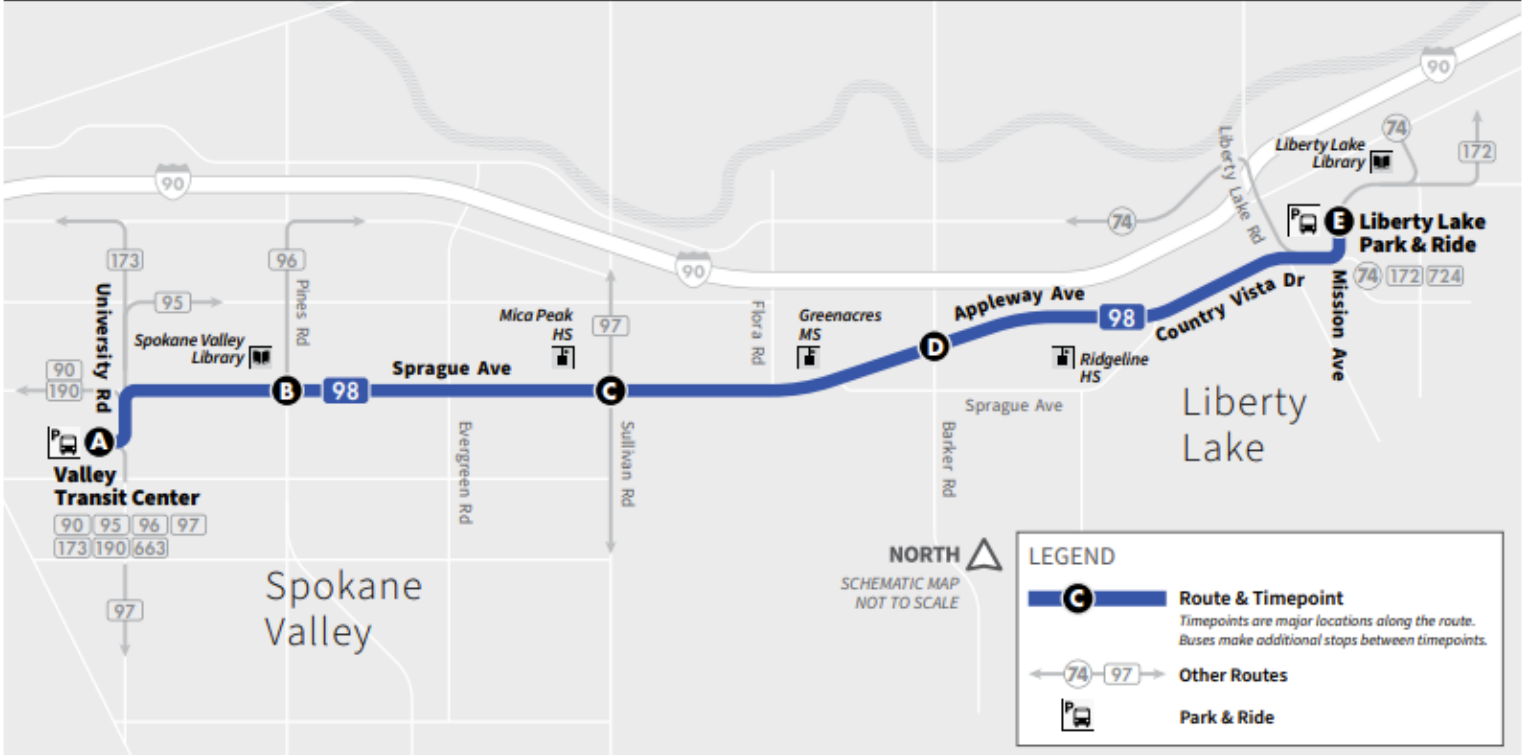 90
90
90
Liberty Lake Rd
Liberty Lake
Library
74
172
74
E
Liberty Lake
Park & Ride
74 172 724
173
95
96
Pines Rd
University Rd
Spokane Valley
Library
90
190
Mica Peak
HS
97
Flora Rd
Greenacres
MS
Appleway Ave
98
Country Vista Dr
Mission Ave
D
Ridgeline
HS
Sprague Ave
B
98
C
Sprague Ave
A
Valley
Transit Center
90 95 96 97
173 190 663
Evergreen Rd
Sullivan Rd
Barker Rd
Liberty
Lake
97
Spokane
Valley
NORTH
SCHEMATIC MAP
NOT TO SCALE
LEGEND
C
Route & Timepoint
Timepoints are major locations along the route.
Buses make additional stops between timepoints.
74 97
Other Routes
P
Park & Ride
P
P